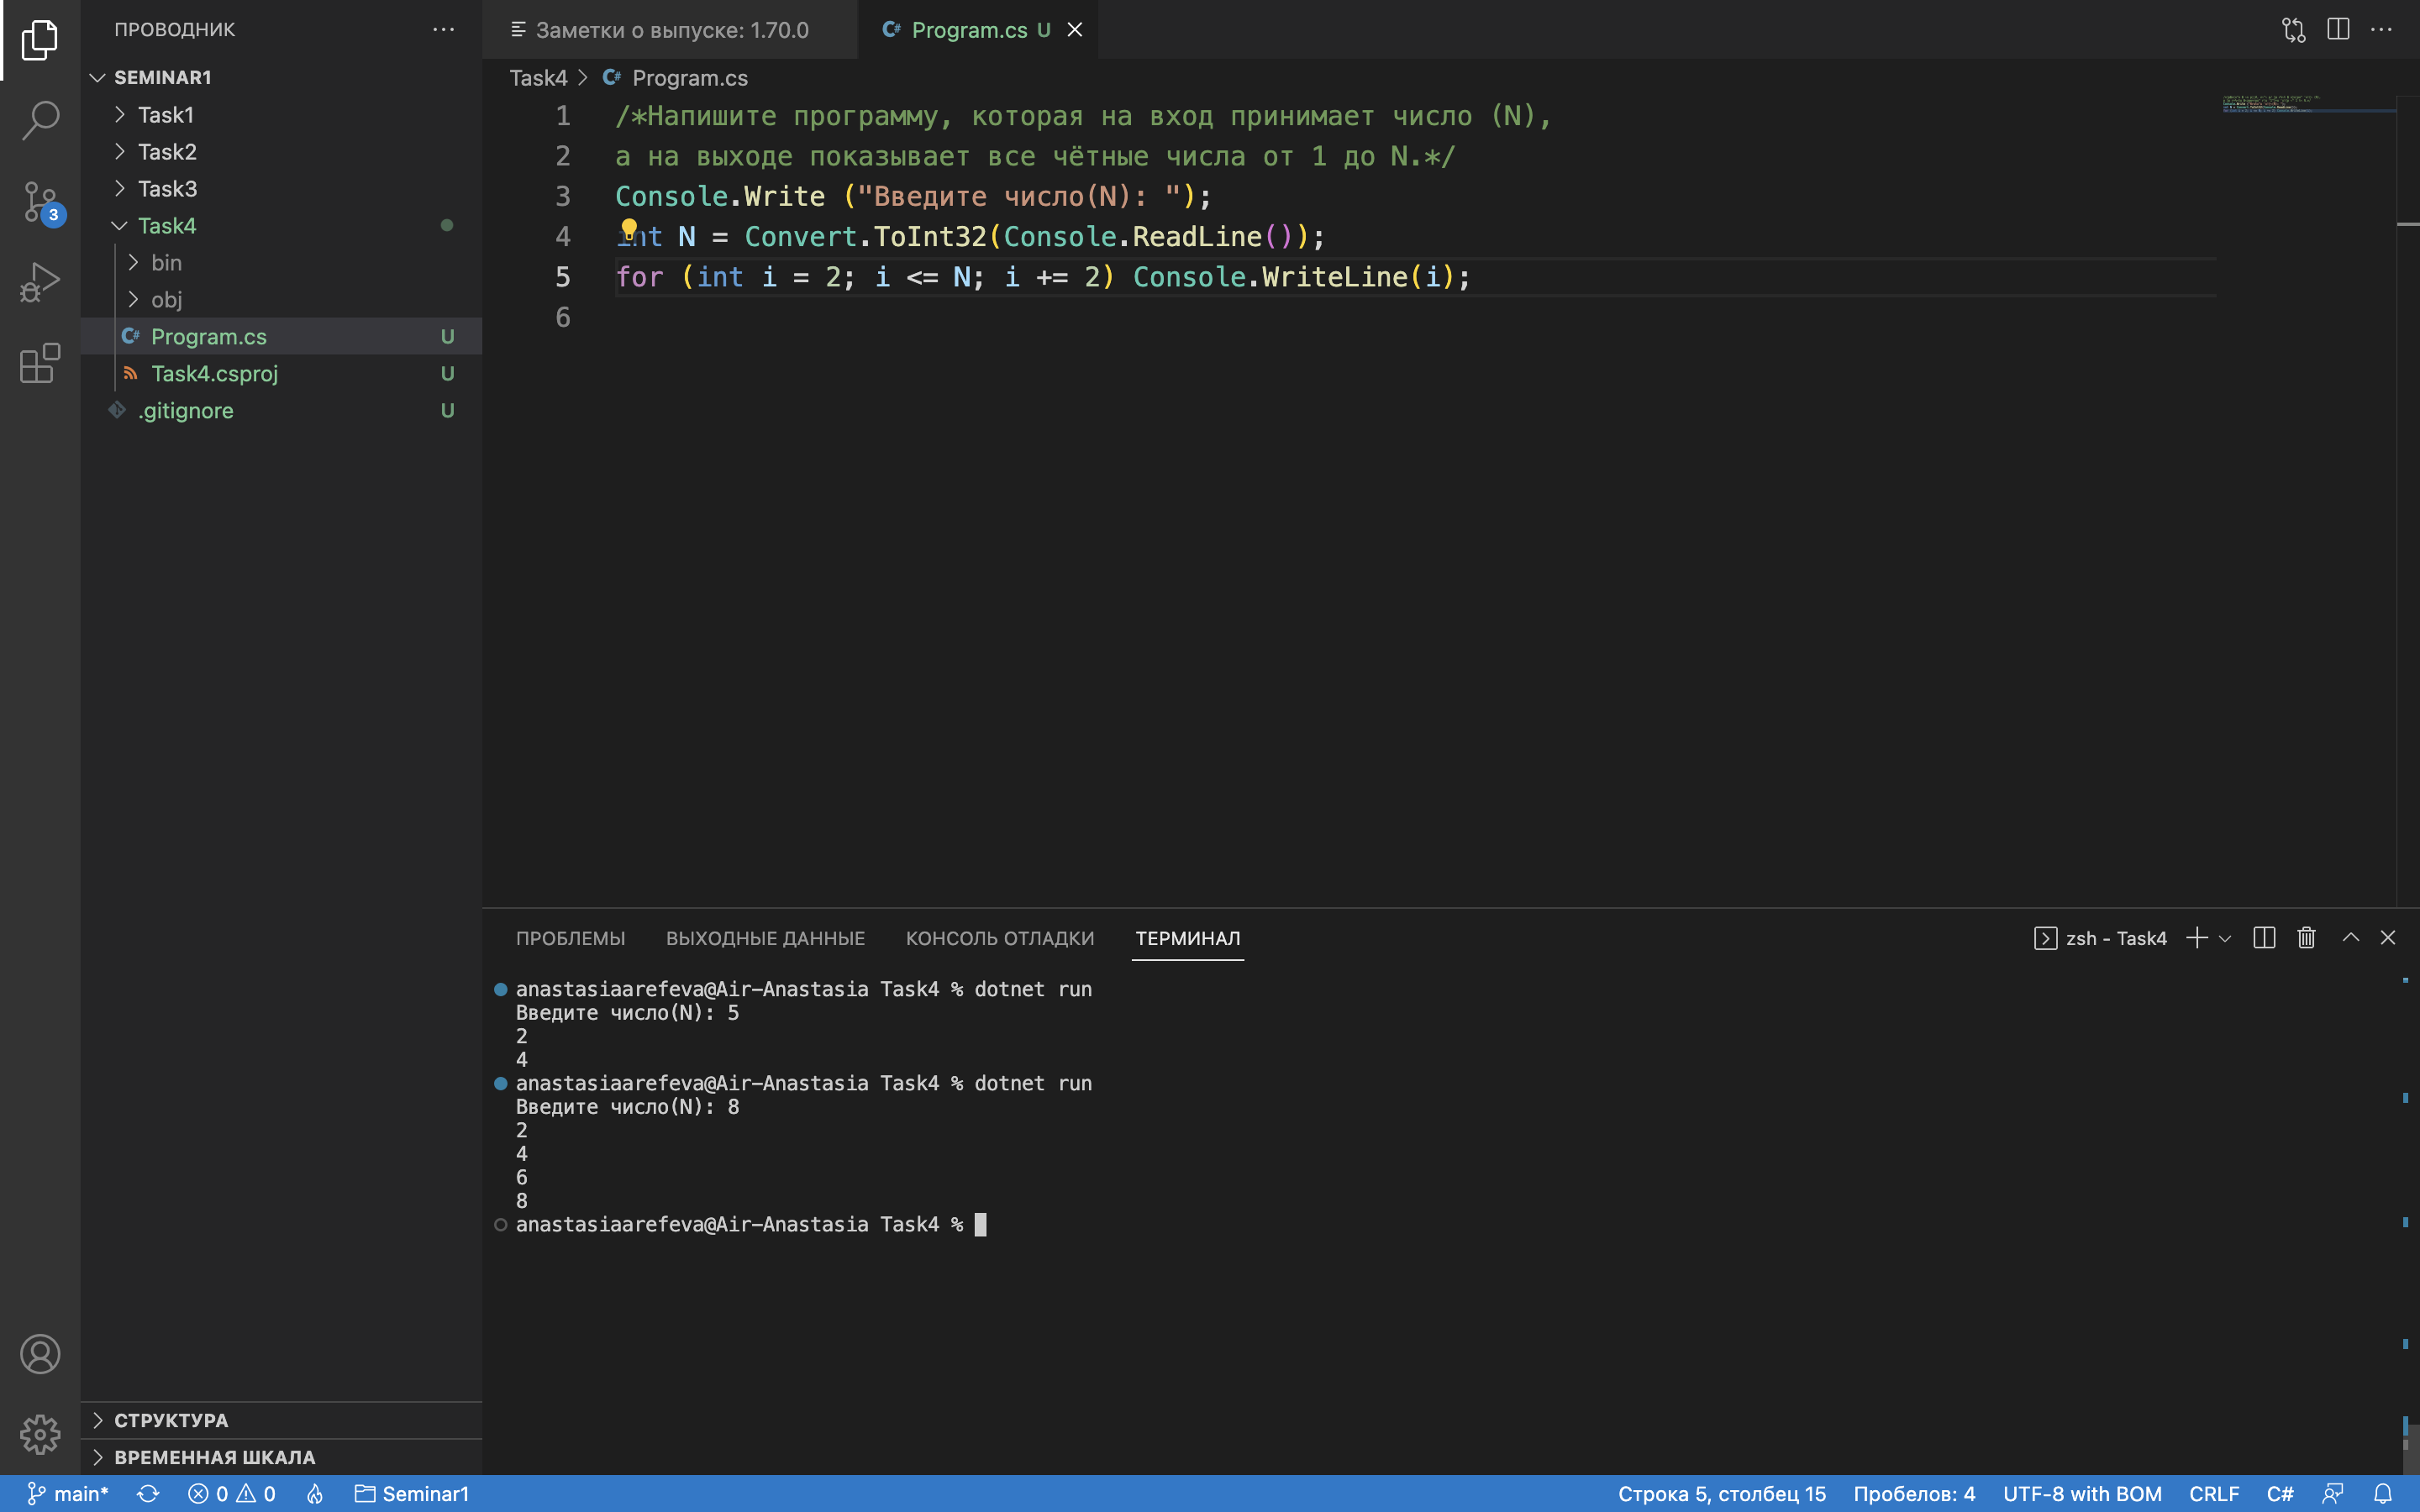 ПРОВОДНИК
SEMINAR1
Task1
Task2
Task3
Task4
bin
obj
Program.cs U
Task4.csproj U
.gitignore U
3
СТРУКТУРА
ВРЕМЕННАЯ ШКАЛА
Заметки о выпуске: 1.70.0
Program.cs U
Task4 > Program.cs
1 /*Напишите программу, которая на вход принимает число (N),
2 а на выходе показывает все чётные числа от 1 до N.*/
3 Console.Write ("Введите число(N): ");
4 int N = Convert.ToInt32(Console.ReadLine());
5 for (int i = 2; i <= N; i += 2) Console.WriteLine(i);
6
ПРОБЛЕМЫ ВЫХОДНЫЕ ДАННЫЕ КОНСОЛЬ ОТЛАДКИ ТЕРМИНАЛ
zsh - Task4
anastasiaarefeva@Air-Anastasia Task4 % dotnet run
Введите число(N): 5
2
4
anastasiaarefeva@Air-Anastasia Task4 % dotnet run
Введите число(N): 8
2
4
6
8
anastasiaarefeva@Air-Anastasia Task4 %
main* 0 0 Seminar1
Строка 5, столбец 15 Пробелов: 4 UTF-8 with BOM CRLF C#